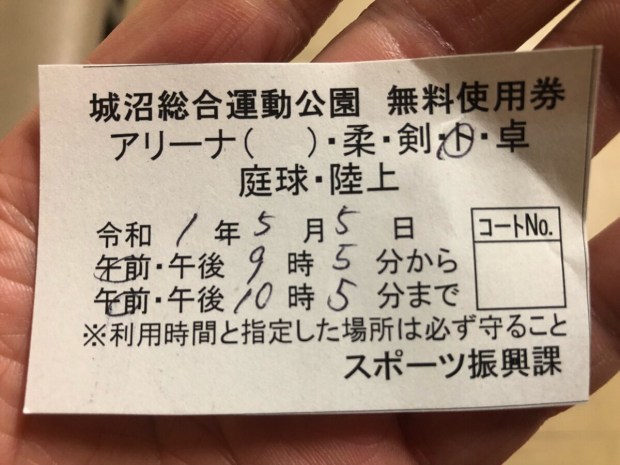 城沼総合運動公園 無料使用券
アリーナ( )・柔・剣・ト・卓
庭球・陸上
令和 1 年 5 月 5 日
コートNo.
午前・午後 9 時 5 分から
午前・午後 10 時 5 分まで
※利用時間と指定した場所は必ず守ること
スポーツ振興課